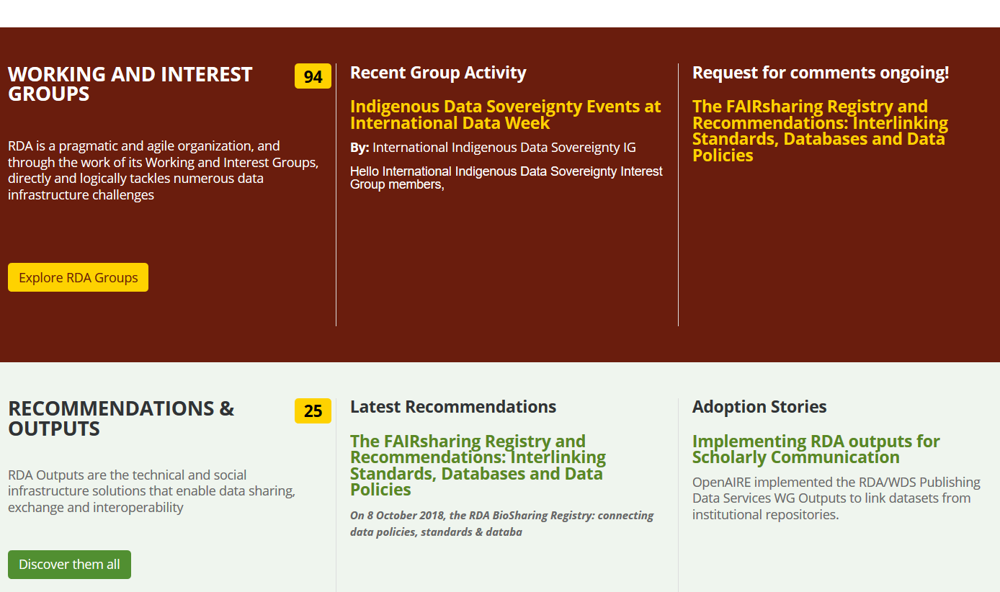 WORKING AND INTEREST
GROUPS
94
RDA is a pragmatic and agile organization, and
through the work of its Working and Interest Groups,
directly and logically tackles numerous data
infrastructure challenges
Explore RDA Groups
Recent Group Activity
Indigenous Data Sovereignty Events at
International Data Week
By: International Indigenous Data Sovereignty IG
Hello International Indigenous Data Sovereignty Interest
Group members,
Request for comments ongoing!
The FAIRsharing Registry and
Recommendations: Interlinking
Standards, Databases and Data
Policies
RECOMMENDATIONS &
OUTPUTS
25
RDA Outputs are the technical and social
infrastructure solutions that enable data sharing,
exchange and interoperability
Discover them all
Latest Recommendations
The FAIRsharing Registry and
Recommendations: Interlinking
Standards, Databases and Data
Policies
On 8 October 2018, the RDA BioSharing Registry: connecting
data policies, standards & databa
Adoption Stories
Implementing RDA outputs for
Scholarly Communication
OpenAIRE implemented the RDA/WDS Publishing
Data Services WG Outputs to link datasets from
institutional repositories.